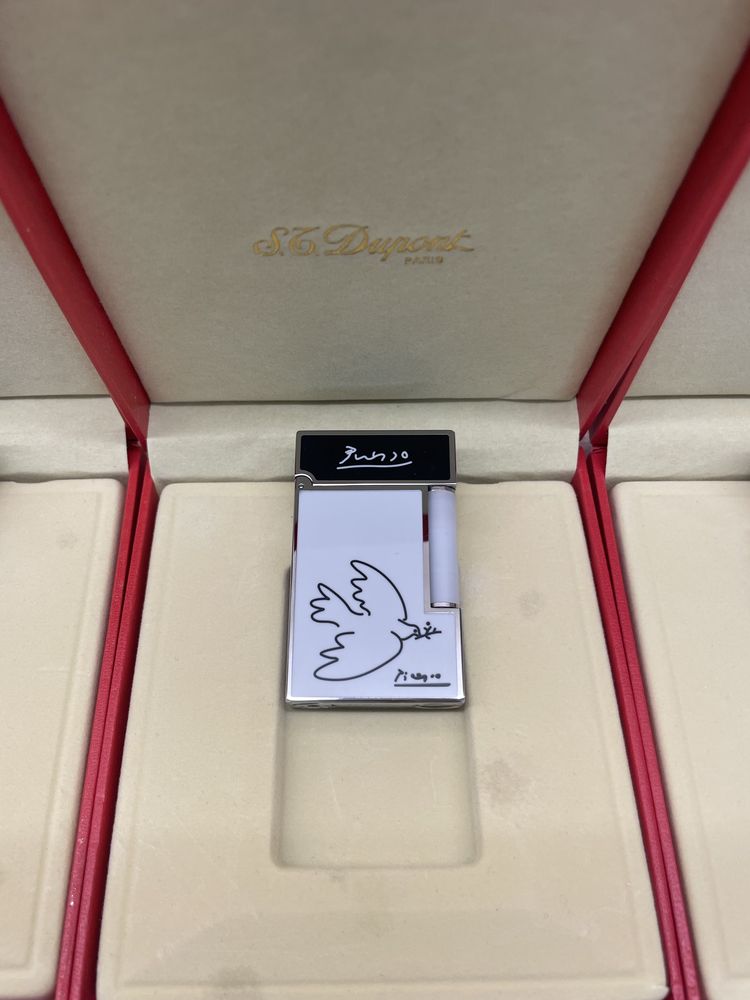 S.T. Dupont
PARIS
Picasso
Picasso